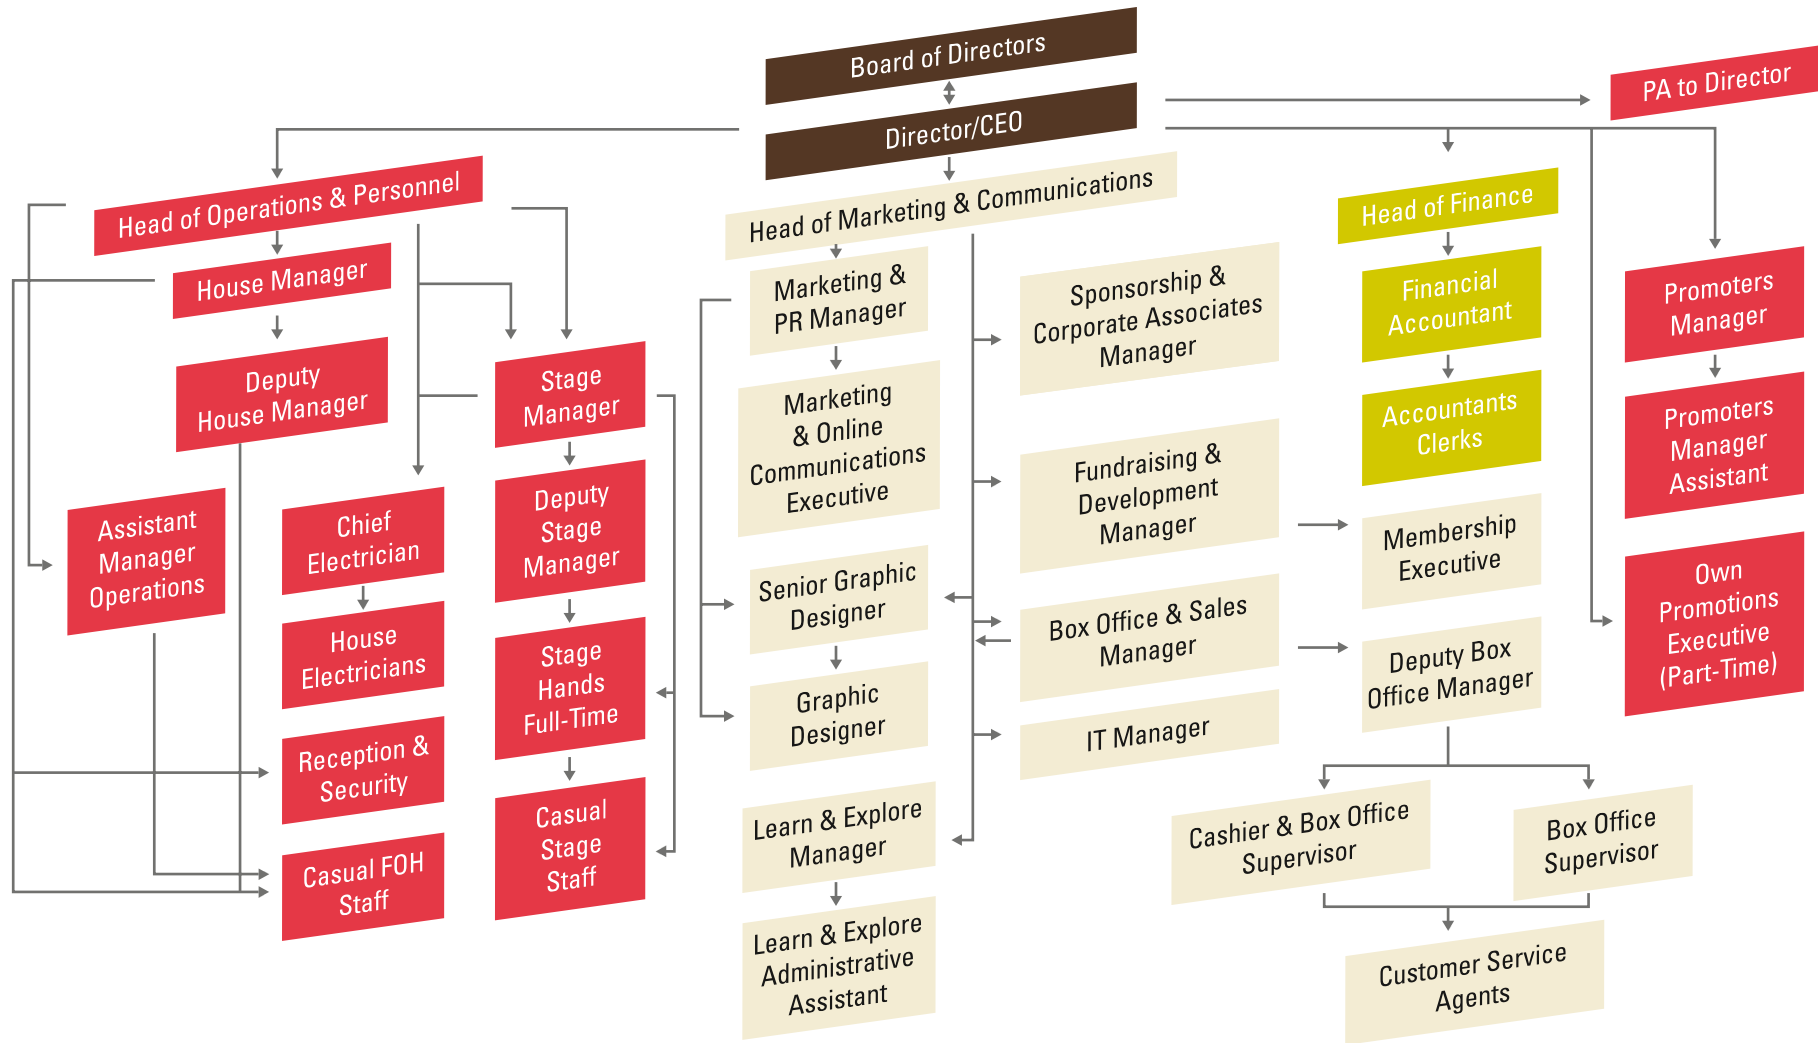 Board of Directors
Director/CEO
PA to Director
Head of Operations & Personnel
House Manager
Deputy
House Manager
Assistant
Manager
Operations
Chief
Electrician
House
Electricians
Reception &
Security
Casual FOH
Staff
Stage
Manager
Deputy
Stage
Manager
Stage
Hands
Full-Time
Casual
Stage
Staff
Head of Marketing & Communications
Marketing &
PR Manager
Marketing
& Online
Communications
Executive
Senior Graphic
Designer
Graphic
Designer
Learn & Explore
Manager
Learn & Explore
Administrative
Assistant
Sponsorship &
Corporate Associates
Manager
Fundraising &
Development
Manager
Box Office & Sales
Manager
IT Manager
Head of Finance
Financial
Accountant
Accountants
Clerks
Membership
Executive
Deputy Box
Office Manager
Cashier & Box Office
Supervisor
Box Office
Supervisor
Customer Service
Agents
Promoters
Manager
Promoters
Manager
Assistant
Own
Promotions
Executive
(Part-Time)